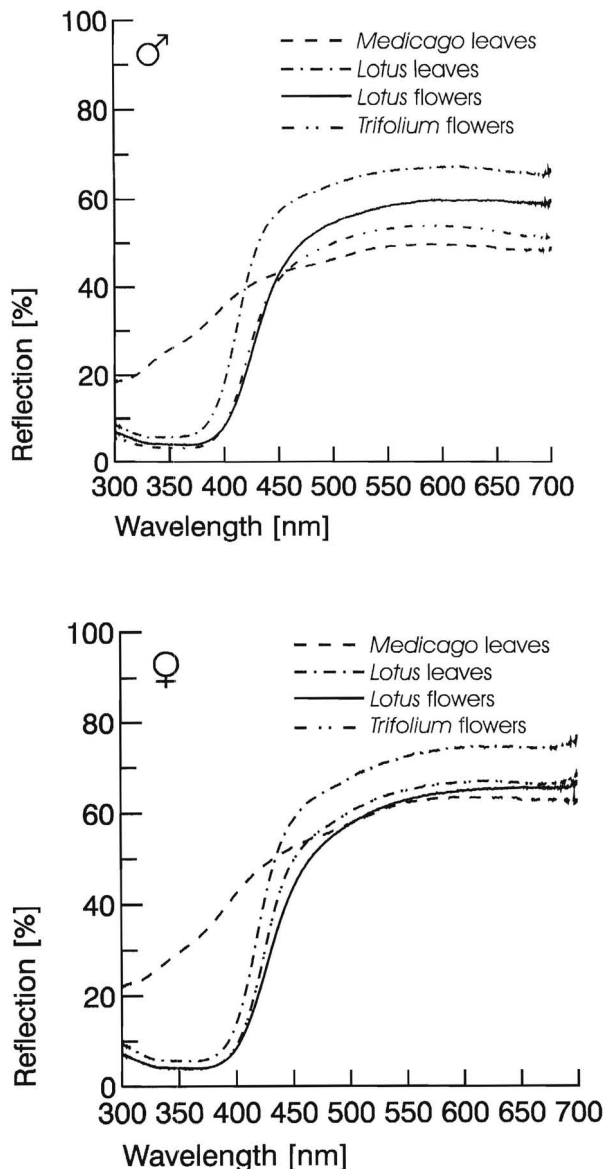 100
80
60
40
20
0
Reflection [%]
♂
Medicago leaves
Lotus leaves
Lotus flowers
Trifolium flowers
300 350 400 450 500 550 600 650 700
Wavelength [nm]
100
80
60
40
20
0
Reflection [%]
♀
Medicago leaves
Lotus leaves
Lotus flowers
Trifolium flowers
300 350 400 450 500 550 600 650 700
Wavelength [nm]